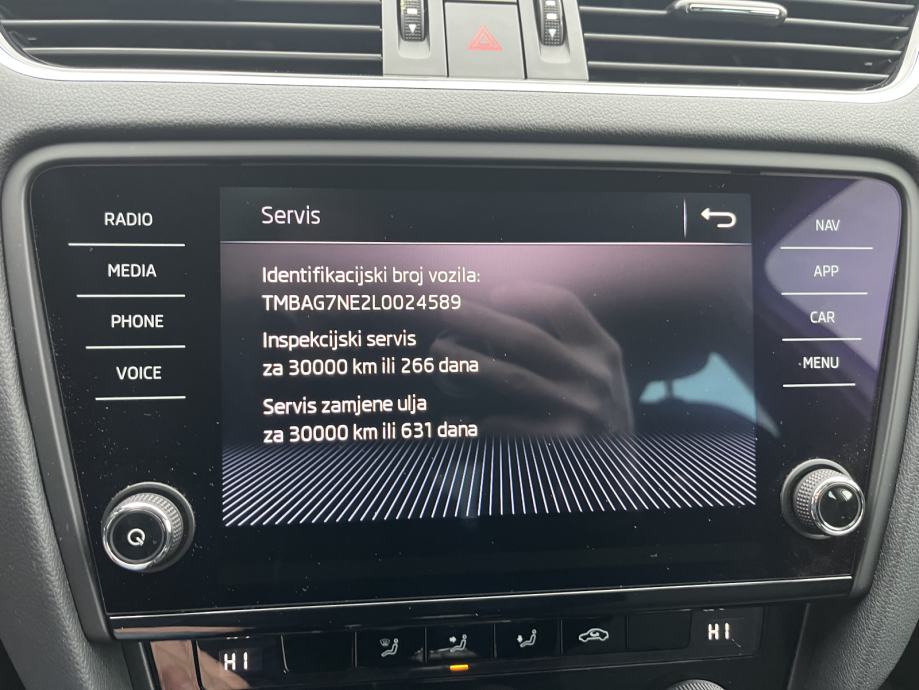 Servis
Identifikacijski broj vozila:
TMBAG7NE2L0024589
Inspekcijski servis
za 30000 km ili 266 dana
Servis zamjene ulja
za 30000 km ili 631 dana
RADIO
MEDIA
PHONE
VOICE
NAV
APP
CAR
MENU
HI
HI